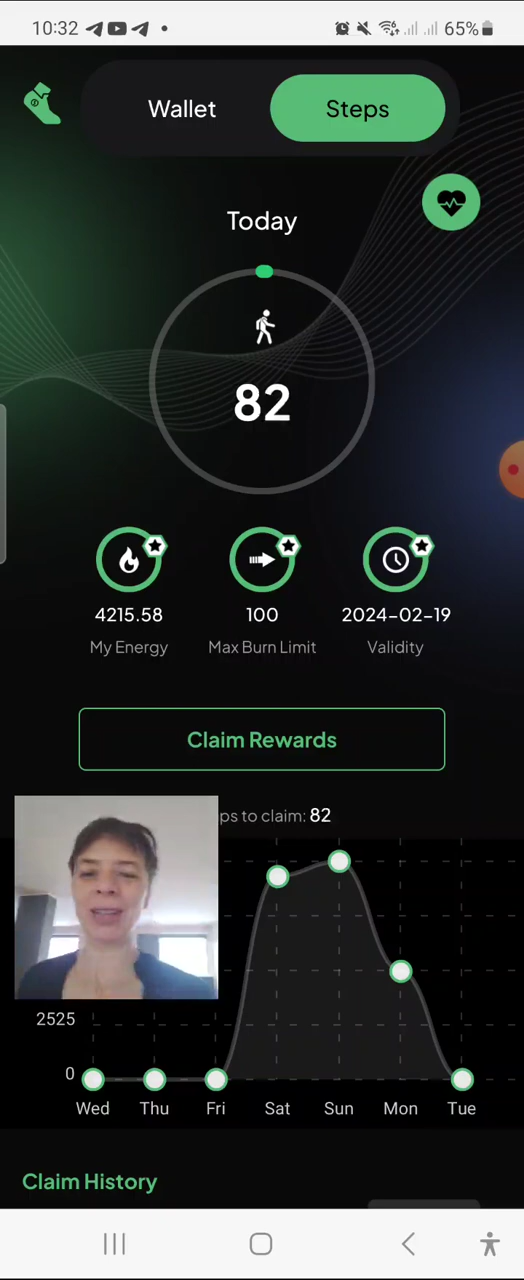 10:32 65%
Wallet Steps
Today
82
4215.58 100 2024-02-19
My Energy Max Burn Limit Validity
Claim Rewards
ps to claim: 82
2525
0
Wed Thu Fri Sat Sun Mon Tue
Claim History